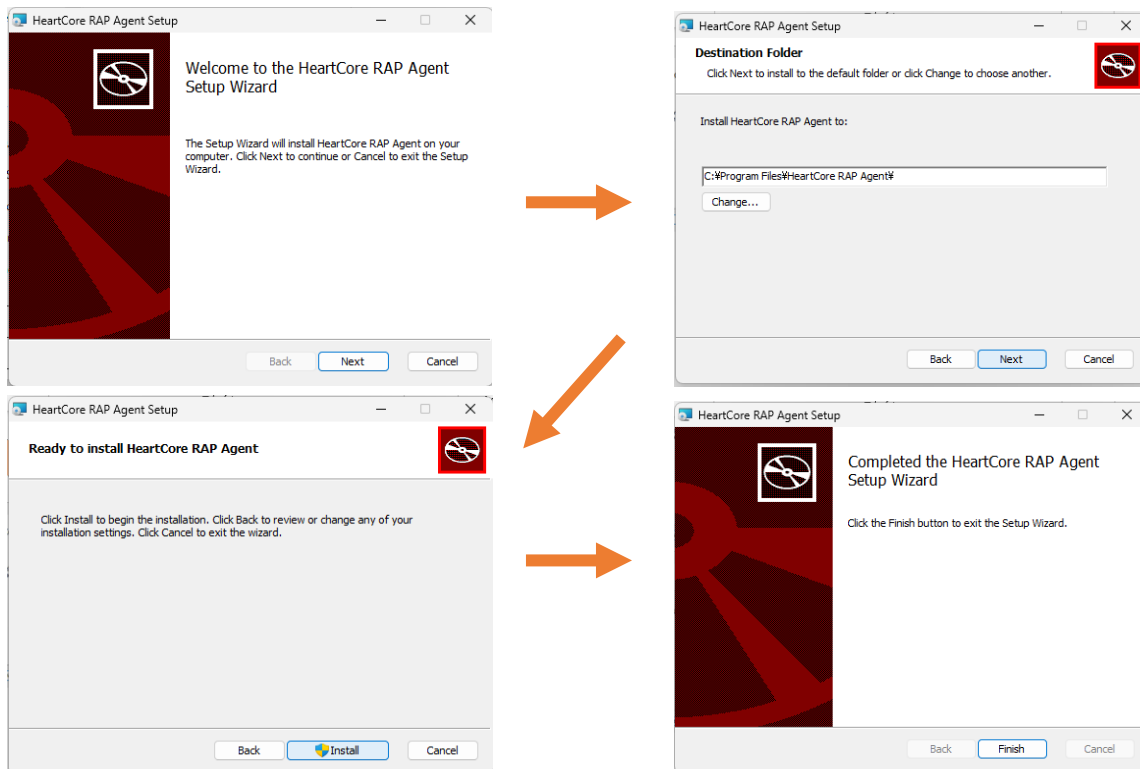 HeartCore RAP Agent Setup
Welcome to the HeartCore RAP Agent
Setup Wizard
The Setup Wizard will install HeartCore RAP Agent on your
computer. Click Next to continue or Cancel to exit the Setup
Wizard.
Back Next Cancel
HeartCore RAP Agent Setup
Destination Folder
Click Next to install to the default folder or click Change to choose another.
Install HeartCore RAP Agent to:
C:¥Program Files¥HeartCore RAP Agent¥
Change...
Back Next Cancel
HeartCore RAP Agent Setup
Ready to install HeartCore RAP Agent
Click Install to begin the installation. Click Back to review or change any of your
installation settings. Click Cancel to exit the wizard.
Back Install Cancel
HeartCore RAP Agent Setup
Completed the HeartCore RAP Agent
Setup Wizard
Click the Finish button to exit the Setup Wizard.
Back Finish Cancel